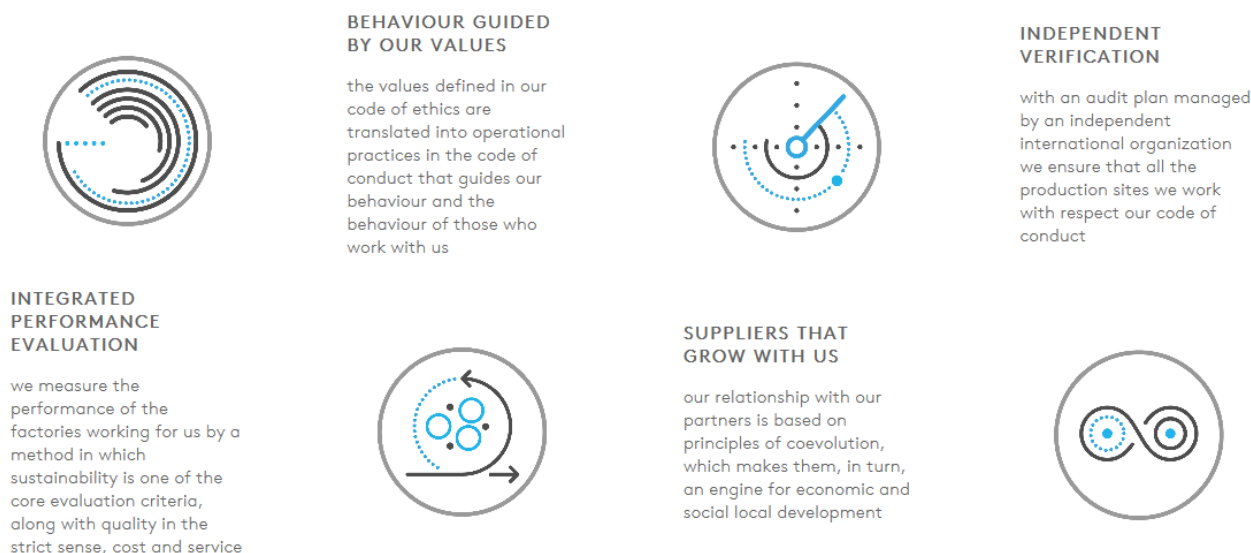 BEHAVIOUR GUIDED
BY OUR VALUES
the values defined in our
code of ethics are
translated into operational
practices in the code of
conduct that guides our
behaviour and the
behaviour of those who
work with us
INDEPENDENT
VERIFICATION
with an audit plan managed
by an independent
international organization
we ensure that all the
production sites we work
with respect our code of
conduct
INTEGRATED
PERFORMANCE
EVALUATION
we measure the
performance of the
factories working for us by a
method in which
sustainability is one of the
core evaluation criteria,
along with quality in the
strict sense, cost and service
SUPPLIERS THAT
GROW WITH US
our relationship with our
partners is based on
principles of coevolution,
which makes them, in turn,
an engine for economic and
social local development